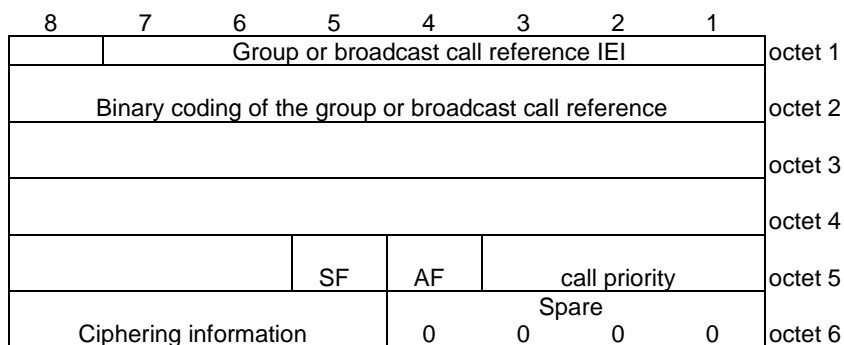 8 7 6 5 4 3 2 1
Group or broadcast call reference IEI octet 1
Binary coding of the group or broadcast call reference octet 2
octet 3
octet 4
SF AF call priority octet 5
Spare
Ciphering information 0 0 0 0 octet 6